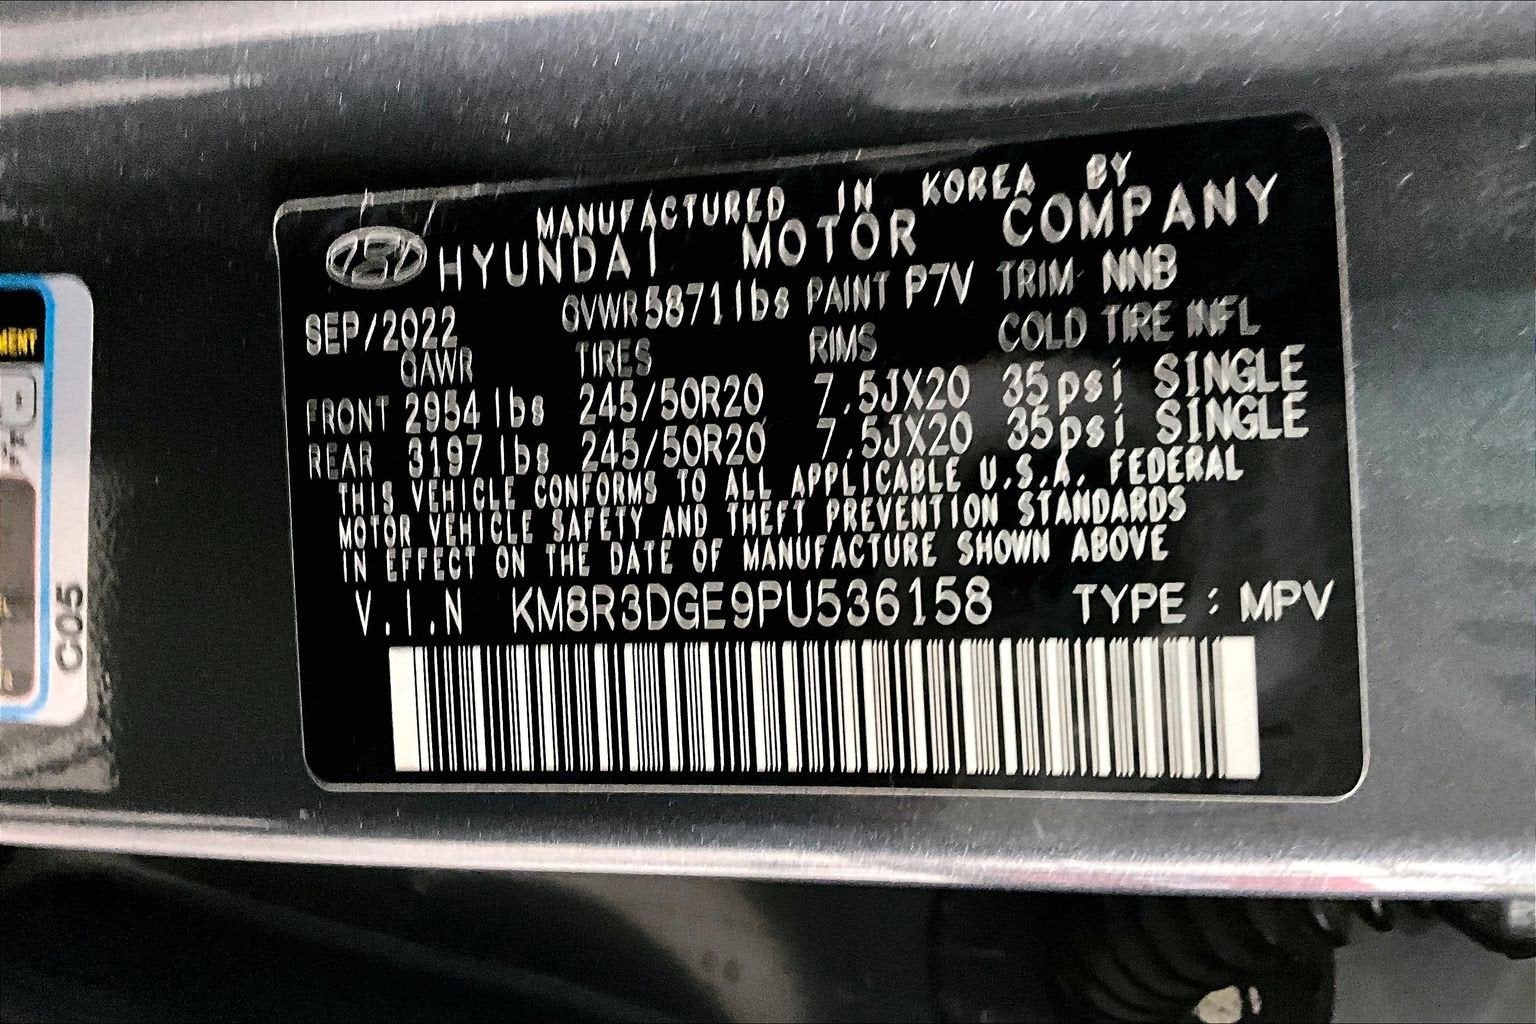 MANUFACTURED IN KOREA BY
HYUNDAI MOTOR COMPANY
SEP/2022 GVWR 5871 lbs PAINT P7V TRIM NNB
GAWR TIRES RIMS COLD TIRE INFL
FRONT 2954 lbs 245/50R20 7.5JX20 35psi SINGLE
REAR 3197 lbs 245/50R20 7.5JX20 35psi SINGLE
THIS VEHICLE CONFORMS TO ALL APPLICABLE U.S.A. FEDERAL
MOTOR VEHICLE SAFETY AND THEFT PREVENTION STANDARDS
IN EFFECT ON THE DATE OF MANUFACTURE SHOWN ABOVE
V.I.N KM8R3DGE9PU536158 TYPE : MPV
C05